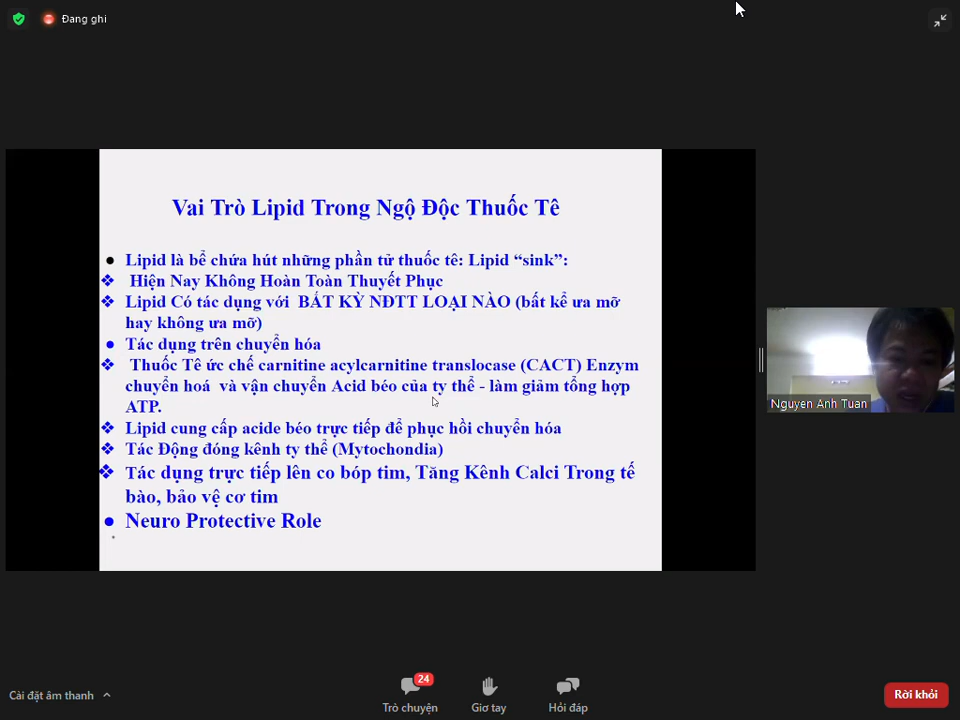 Đang ghi
Vai Trò Lipid Trong Ngộ Độc Thuốc Tê
Lipid là bể chứa hút những phần tử thuốc tê: Lipid “sink”:
Hiện Nay Không Hoàn Toàn Thuyết Phục
Lipid Có tác dụng với BẤT KỲ NĐTT LOẠI NÀO (bất kể ưa mỡ
hay không ưa mỡ)
Tác dụng trên chuyển hóa
Thuốc Tê ức chế carnitine acylcarnitine translocase (CACT) Enzym
chuyển hoá và vận chuyển Acid béo của ty thể - làm giảm tổng hợp
ATP.
Lipid cung cấp acide béo trực tiếp để phục hồi chuyển hóa
Tác Động đóng kênh ty thể (Mytochondia)
Tác dụng trực tiếp lên co bóp tim, Tăng Kênh Calci Trong tế
bào, bảo vệ cơ tim
Neuro Protective Role
Nguyen Anh Tuan
Cài đặt âm thanh
24
Trò chuyện
Giơ tay
Hỏi đáp
Rời khỏi